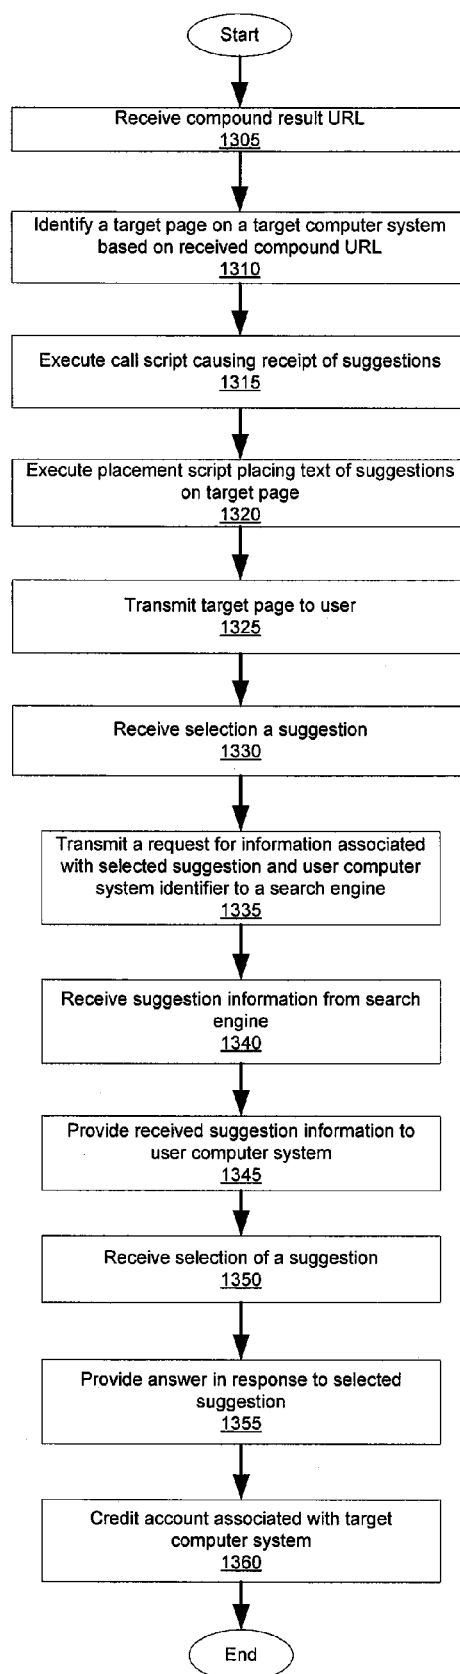 Start
Receive compound result URL
1305
Identify a target page on a target computer system
based on received compound URL
1310
Execute call script causing receipt of suggestions
1315
Execute placement script placing text of suggestions
on target page
1320
Transmit target page to user
1325
Receive selection a suggestion
1330
Transmit a request for information associated
with selected suggestion and user computer
system identifier to a search engine
1335
Receive suggestion information from search
engine
1340
Provide received suggestion information to
user computer system
1345
Receive selection of a suggestion
1350
Provide answer in response to selected
suggestion
1355
Credit account associated with target
computer system
1360
End